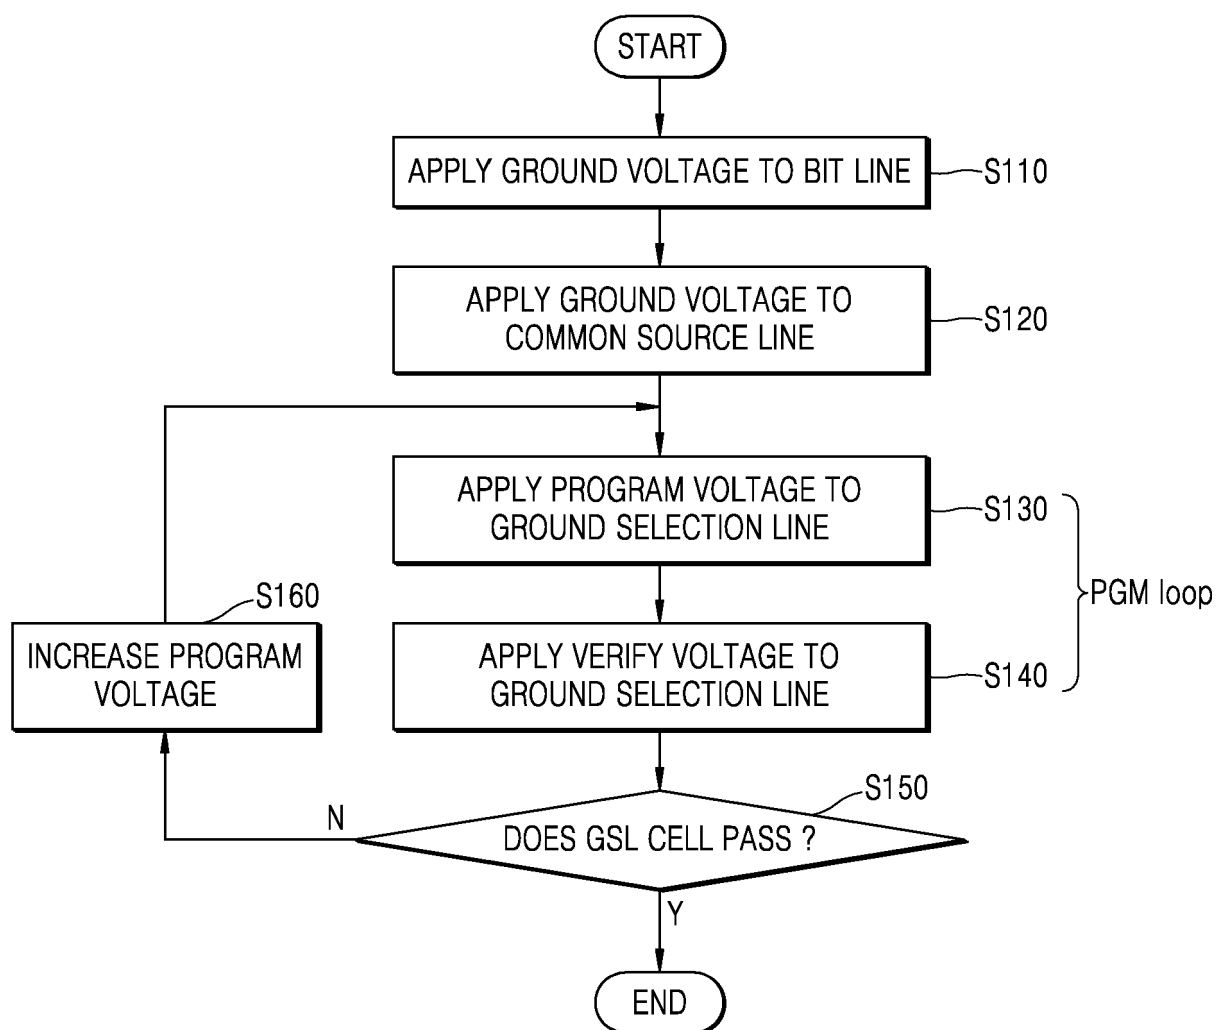 START
APPLY GROUND VOLTAGE TO BIT LINE
S110
APPLY GROUND VOLTAGE TO
COMMON SOURCE LINE
S120
APPLY PROGRAM VOLTAGE TO
GROUND SELECTION LINE
S130
PGM loop
S160
INCREASE PROGRAM
VOLTAGE
APPLY VERIFY VOLTAGE TO
GROUND SELECTION LINE
S140
S150
N
DOES GSL CELL PASS ?
Y
END